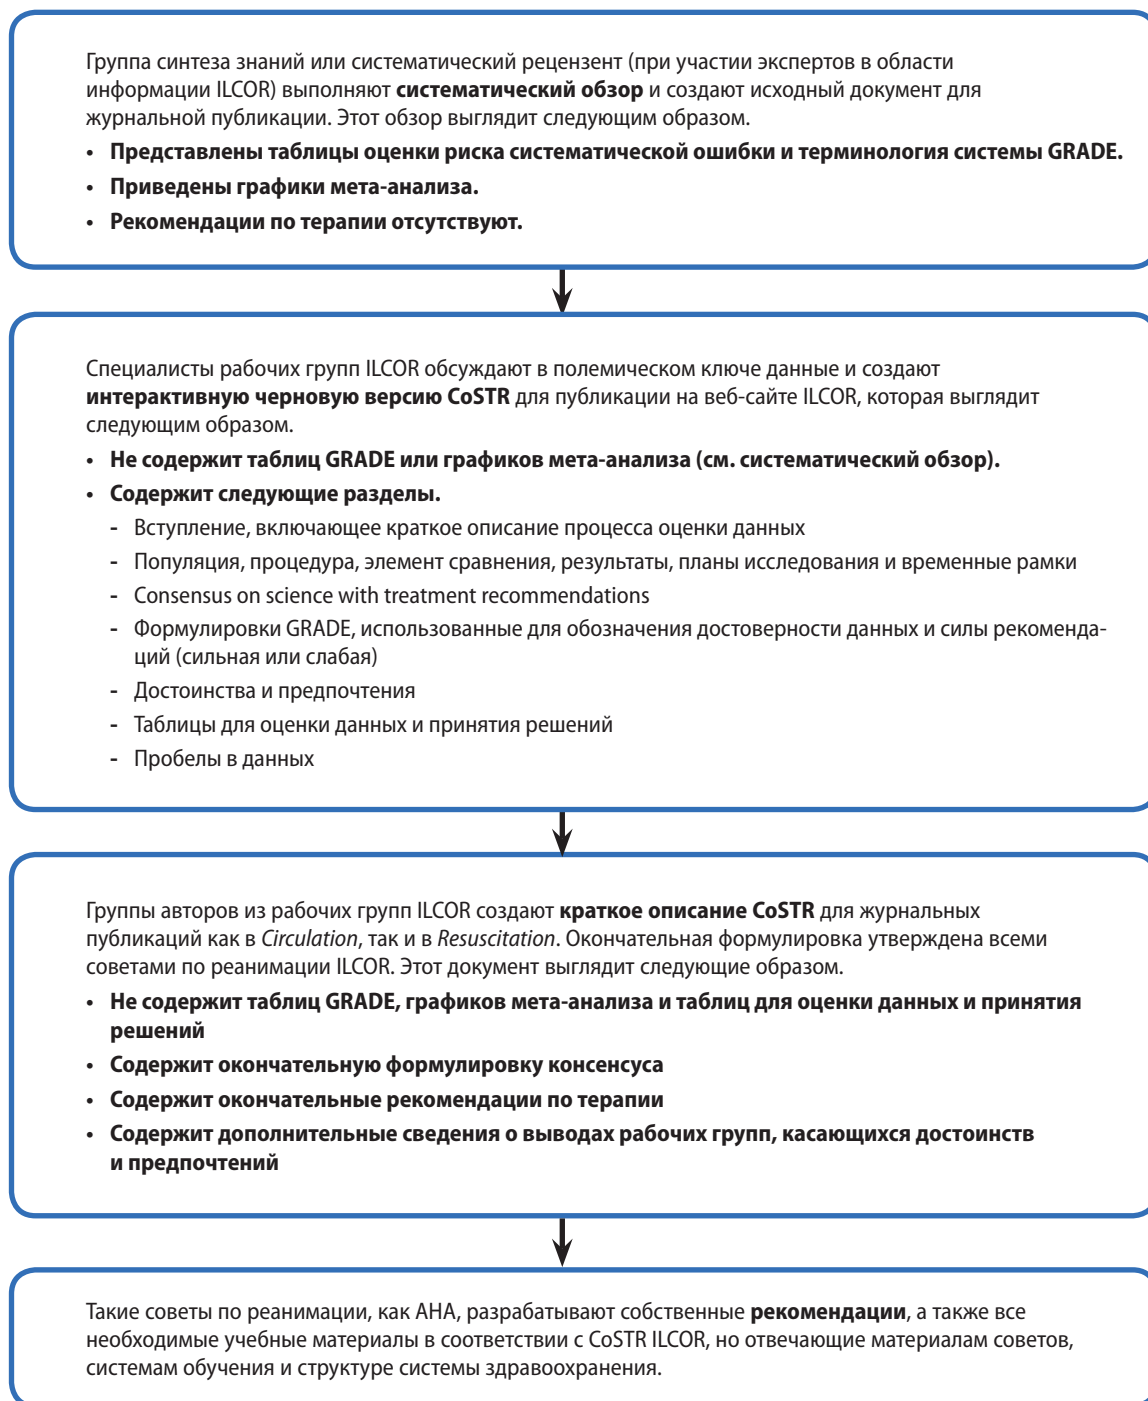 Группа синтеза знаний или систематический рецензент (при участии экспертов в области
информации ILCOR) выполняют систематический обзор и создают исходный документ для
журнальной публикации. Этот обзор выглядит следующим образом.
• Представлены таблицы оценки риска систематической ошибки и терминология системы GRADE.
• Приведены графики мета-анализа.
• Рекомендации по терапии отсутствуют.
Специалисты рабочих групп ILCOR обсуждают в полемическом ключе данные и создают
интерактивную черновую версию CoSTR для публикации на веб-сайте ILCOR, которая выглядит
следующим образом.
• Не содержит таблиц GRADE или графиков мета-анализа (см. систематический обзор).
• Содержит следующие разделы.
- Вступление, включающее краткое описание процесса оценки данных
- Популяция, процедура, элемент сравнения, результаты, планы исследования и временные рамки
- Consensus on science with treatment recommendations
- Формулировки GRADE, использованные для обозначения достоверности данных и силы рекоменда-
ций (сильная или слабая)
- Достоинства и предпочтения
- Таблицы для оценки данных и принятия решений
- Пробелы в данных
Группы авторов из рабочих групп ILCOR создают краткое описание CoSTR для журнальных
публикаций как в Circulation, так и в Resuscitation. Окончательная формулировка утверждена всеми
советами по реанимации ILCOR. Этот документ выглядит следующие образом.
• Не содержит таблиц GRADE, графиков мета-анализа и таблиц для оценки данных и принятия
решений
• Содержит окончательную формулировку консенсуса
• Содержит окончательные рекомендации по терапии
• Содержит дополнительные сведения о выводах рабочих групп, касающихся достоинств
и предпочтений
Такие советы по реанимации, как AHA, разрабатывают собственные рекомендации, а также все
необходимые учебные материалы в соответствии с CoSTR ILCOR, но отвечающие материалам советов,
системам обучения и структуре системы здравоохранения.